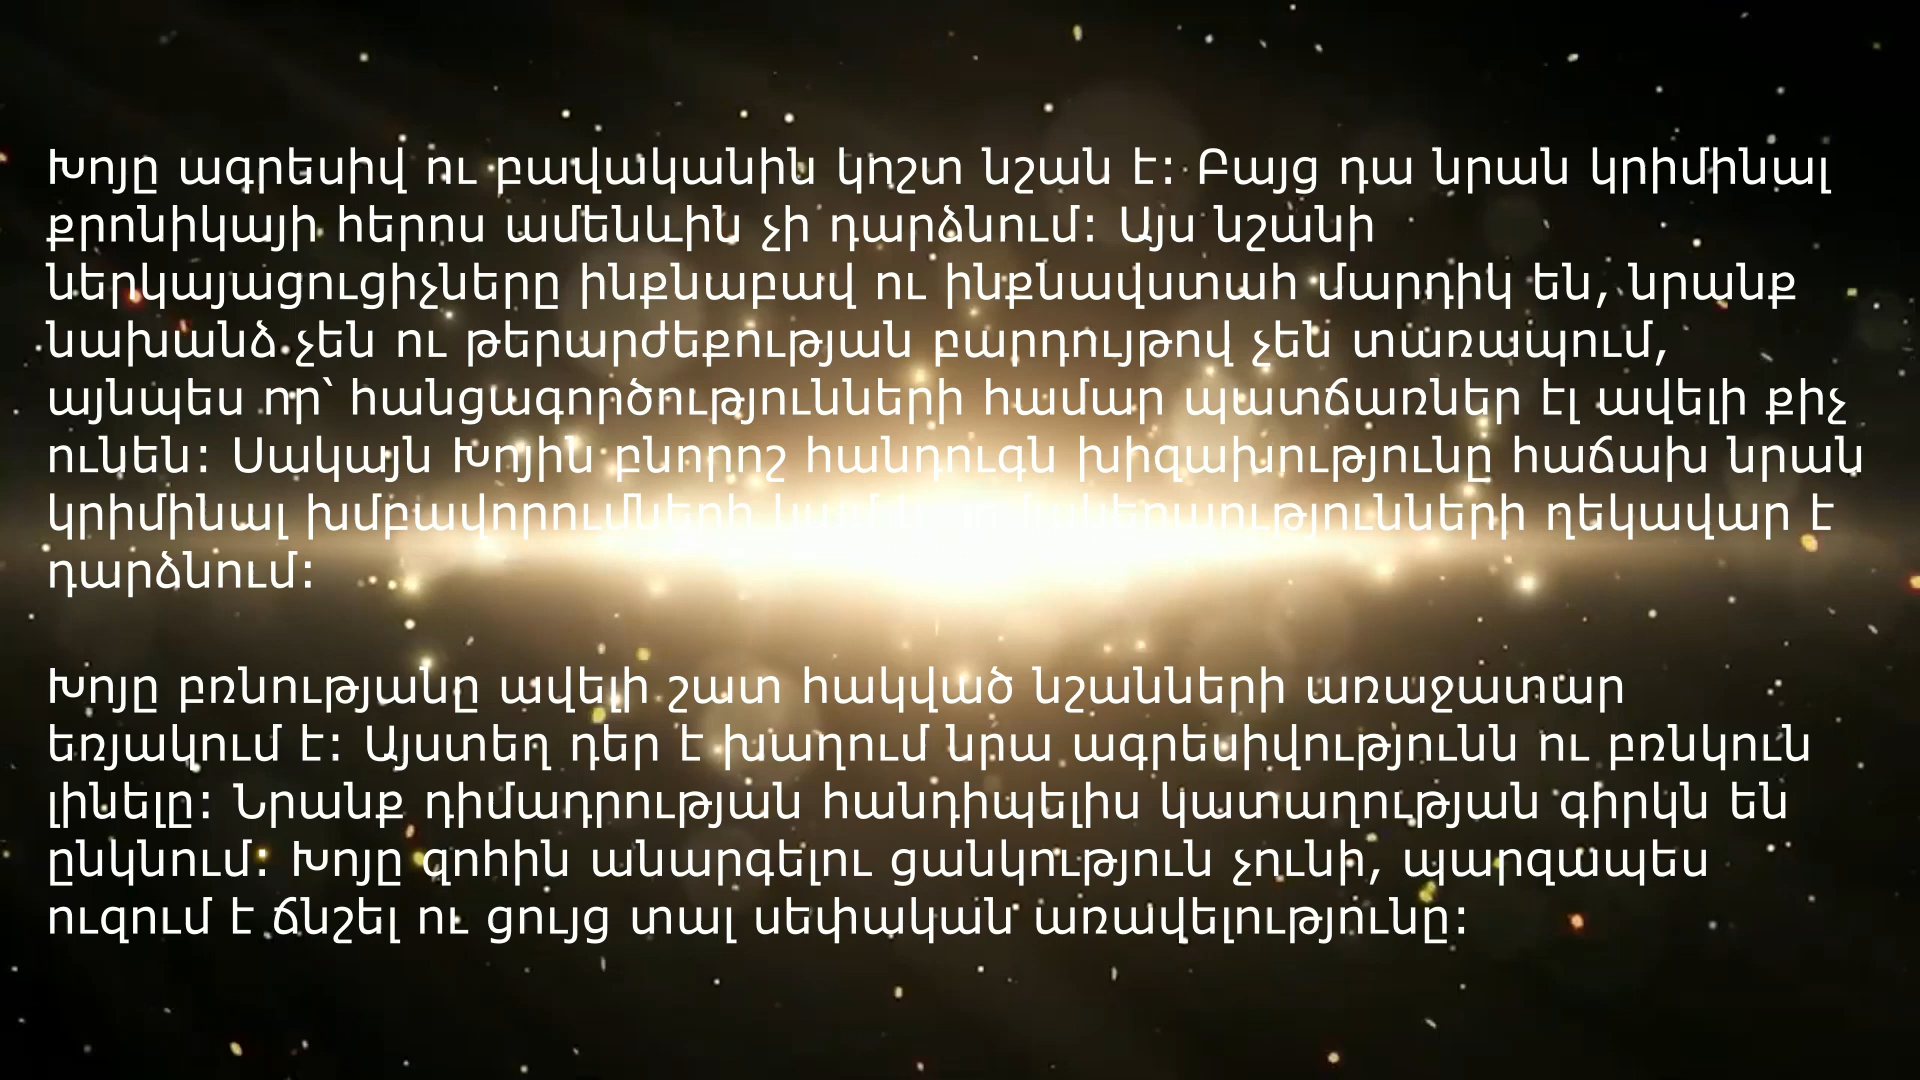 Խոյը ագրեսիվ ու բավականին կոշտ նշան է: Բայց դա նրան կրիմինալ
քրոնիկայի հերոս ամենևին չի դարձնում: Այս նշանի
ներկայացուցիչները ինքնաբավ ու ինքնավստահ մարդիկ են, նրանք
նախանձ չեն ու թերարժեքության բարդույթով չեն տառապում,
այնպես որ՝ հանցագործությունների համար պատճառներ էլ ավելի քիչ
ունեն: Սակայն Խոյին բնորոշ հանդուգն խիզախությունը հաճախ նրան
կրիմինալ խմբավորումների կամ ղեկավար է
դարձնում:
Խոյը բռնությանը ավելի շատ հակված նշանների առաջատար
եռյակում է: Այստեղ դեր է խաղում նրա ագրեսիվությունն ու բռնկուն
լինելը: Նրանք դիմադրության հանդիպելիս կատաղության գիրկն են
ընկնում: Խոյը զոհին անարգելու ցանկություն չունի, պարզապես
ուզում է ճնշել ու ցույց տալ սեփական առավելությունը: